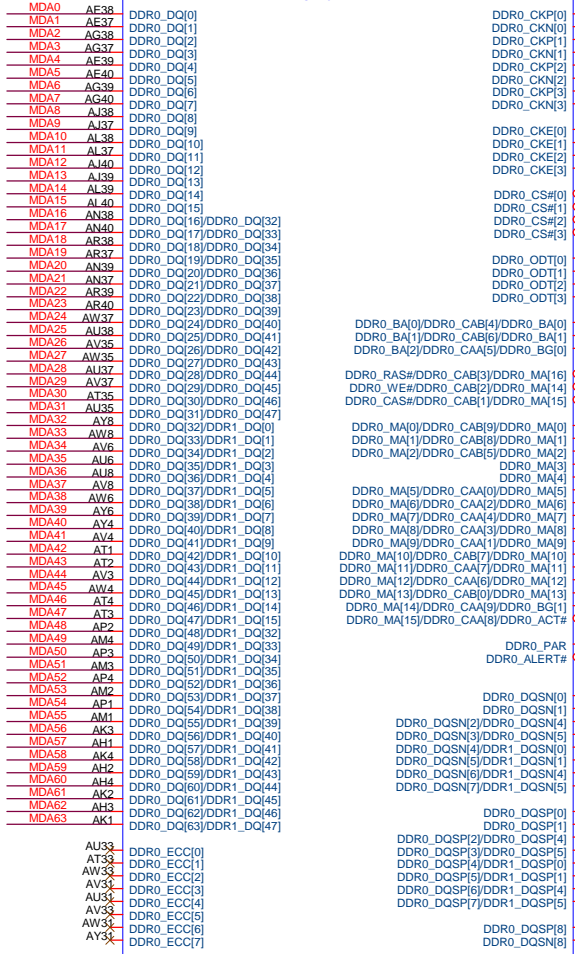 MDA0 AE38 DDR0_DQ[0]
MDA1 AE37 DDR0_DQ[1]
MDA2 AG38 DDR0_DQ[2]
MDA3 AG37 DDR0_DQ[3]
MDA4 AE39 DDR0_DQ[4]
MDA5 AE40 DDR0_DQ[5]
MDA6 AG39 DDR0_DQ[6]
MDA7 AG40 DDR0_DQ[7]
MDA8 AJ38 DDR0_DQ[8]
MDA9 AJ37 DDR0_DQ[9]
MDA10 AL38 DDR0_DQ[10]
MDA11 AL37 DDR0_DQ[11]
MDA12 AJ40 DDR0_DQ[12]
MDA13 AJ39 DDR0_DQ[13]
MDA14 AL39 DDR0_DQ[14]
MDA15 AL40 DDR0_DQ[15]
MDA16 AN38 DDR0_DQ[16]/DDR0_DQ[32]
MDA17 AN40 DDR0_DQ[17]/DDR0_DQ[33]
MDA18 AR38 DDR0_DQ[18]/DDR0_DQ[34]
MDA19 AR37 DDR0_DQ[19]/DDR0_DQ[35]
MDA20 AN39 DDR0_DQ[20]/DDR0_DQ[36]
MDA21 AN37 DDR0_DQ[21]/DDR0_DQ[37]
MDA22 AR39 DDR0_DQ[22]/DDR0_DQ[38]
MDA23 AR40 DDR0_DQ[23]/DDR0_DQ[39]
MDA24 AW37 DDR0_DQ[24]/DDR0_DQ[40]
MDA25 AU38 DDR0_DQ[25]/DDR0_DQ[41]
MDA26 AV35 DDR0_DQ[26]/DDR0_DQ[42]
MDA27 AW35 DDR0_DQ[27]/DDR0_DQ[43]
MDA28 AU37 DDR0_DQ[28]/DDR0_DQ[44]
MDA29 AV37 DDR0_DQ[29]/DDR0_DQ[45]
MDA30 AT35 DDR0_DQ[30]/DDR0_DQ[46]
MDA31 AU35 DDR0_DQ[31]/DDR0_DQ[47]
MDA32 AY8 DDR0_DQ[32]/DDR1_DQ[0]
MDA33 AW8 DDR0_DQ[33]/DDR1_DQ[1]
MDA34 AV6 DDR0_DQ[34]/DDR1_DQ[2]
MDA35 AU6 DDR0_DQ[35]/DDR1_DQ[3]
MDA36 AU8 DDR0_DQ[36]/DDR1_DQ[4]
MDA37 AV8 DDR0_DQ[37]/DDR1_DQ[5]
MDA38 AW6 DDR0_DQ[38]/DDR1_DQ[6]
MDA39 AY6 DDR0_DQ[39]/DDR1_DQ[7]
MDA40 AY4 DDR0_DQ[40]/DDR1_DQ[8]
MDA41 AV4 DDR0_DQ[41]/DDR1_DQ[9]
MDA42 AT1 DDR0_DQ[42]/DDR1_DQ[10]
MDA43 AT2 DDR0_DQ[43]/DDR1_DQ[11]
MDA44 AV3 DDR0_DQ[44]/DDR1_DQ[12]
MDA45 AW4 DDR0_DQ[45]/DDR1_DQ[13]
MDA46 AT4 DDR0_DQ[46]/DDR1_DQ[14]
MDA47 AT3 DDR0_DQ[47]/DDR1_DQ[15]
MDA48 AP2 DDR0_DQ[48]/DDR1_DQ[32]
MDA49 AM4 DDR0_DQ[49]/DDR1_DQ[33]
MDA50 AP3 DDR0_DQ[50]/DDR1_DQ[34]
MDA51 AM3 DDR0_DQ[51]/DDR1_DQ[35]
MDA52 AP4 DDR0_DQ[52]/DDR1_DQ[36]
MDA53 AM2 DDR0_DQ[53]/DDR1_DQ[37]
MDA54 AP1 DDR0_DQ[54]/DDR1_DQ[38]
MDA55 AM1 DDR0_DQ[55]/DDR1_DQ[39]
MDA56 AK3 DDR0_DQ[56]/DDR1_DQ[40]
MDA57 AH1 DDR0_DQ[57]/DDR1_DQ[41]
MDA58 AK4 DDR0_DQ[58]/DDR1_DQ[42]
MDA59 AH2 DDR0_DQ[59]/DDR1_DQ[43]
MDA60 AH4 DDR0_DQ[60]/DDR1_DQ[44]
MDA61 AK2 DDR0_DQ[61]/DDR1_DQ[45]
MDA62 AH3 DDR0_DQ[62]/DDR1_DQ[46]
MDA63 AK1 DDR0_DQ[63]/DDR1_DQ[47]
AU33 DDR0_ECC[0]
AT33 DDR0_ECC[1]
AW33 DDR0_ECC[2]
AV31 DDR0_ECC[3]
AU31 DDR0_ECC[4]
AV33 DDR0_ECC[5]
AW31 DDR0_ECC[6]
AY31 DDR0_ECC[7]
DDR0_CKP[0]
DDR0_CKN[0]
DDR0_CKP[1]
DDR0_CKN[1]
DDR0_CKP[2]
DDR0_CKN[2]
DDR0_CKP[3]
DDR0_CKN[3]
DDR0_CKE[0]
DDR0_CKE[1]
DDR0_CKE[2]
DDR0_CKE[3]
DDR0_CS#[0]
DDR0_CS#[1]
DDR0_CS#[2]
DDR0_CS#[3]
DDR0_ODT[0]
DDR0_ODT[1]
DDR0_ODT[2]
DDR0_ODT[3]
DDR0_BA[0]/DDR0_CAB[4]/DDR0_BA[0]
DDR0_BA[1]/DDR0_CAB[6]/DDR0_BA[1]
DDR0_BA[2]/DDR0_CAA[5]/DDR0_BG[0]
DDR0_RAS#/DDR0_CAB[3]/DDR0_MA[16]
DDR0_WE#/DDR0_CAB[2]/DDR0_MA[14]
DDR0_CAS#/DDR0_CAB[1]/DDR0_MA[15]
DDR0_MA[0]/DDR0_CAB[9]/DDR0_MA[0]
DDR0_MA[1]/DDR0_CAB[8]/DDR0_MA[1]
DDR0_MA[2]/DDR0_CAB[5]/DDR0_MA[2]
DDR0_MA[3]
DDR0_MA[4]
DDR0_MA[5]/DDR0_CAA[0]/DDR0_MA[5]
DDR0_MA[6]/DDR0_CAA[2]/DDR0_MA[6]
DDR0_MA[7]/DDR0_CAA[4]/DDR0_MA[7]
DDR0_MA[8]/DDR0_CAA[3]/DDR0_MA[8]
DDR0_MA[9]/DDR0_CAA[1]/DDR0_MA[9]
DDR0_MA[10]/DDR0_CAB[7]/DDR0_MA[10]
DDR0_MA[11]/DDR0_CAA[7]/DDR0_MA[11]
DDR0_MA[12]/DDR0_CAA[6]/DDR0_MA[12]
DDR0_MA[13]/DDR0_CAB[0]/DDR0_MA[13]
DDR0_MA[14]/DDR0_CAA[9]/DDR0_BG[1]
DDR0_MA[15]/DDR0_CAA[8]/DDR0_ACT#
DDR0_PAR
DDR0_ALERT#
DDR0_DQSN[0]
DDR0_DQSN[1]
DDR0_DQSN[2]/DDR0_DQSN[4]
DDR0_DQSN[3]/DDR0_DQSN[5]
DDR0_DQSN[4]/DDR1_DQSN[0]
DDR0_DQSN[5]/DDR1_DQSN[1]
DDR0_DQSN[6]/DDR1_DQSN[4]
DDR0_DQSN[7]/DDR1_DQSN[5]
DDR0_DQSP[0]
DDR0_DQSP[1]
DDR0_DQSP[2]/DDR0_DQSP[4]
DDR0_DQSP[3]/DDR0_DQSP[5]
DDR0_DQSP[4]/DDR1_DQSP[0]
DDR0_DQSP[5]/DDR1_DQSP[1]
DDR0_DQSP[6]/DDR1_DQSP[4]
DDR0_DQSP[7]/DDR1_DQSP[5]
DDR0_DQSP[8]
DDR0_DQSN[8]